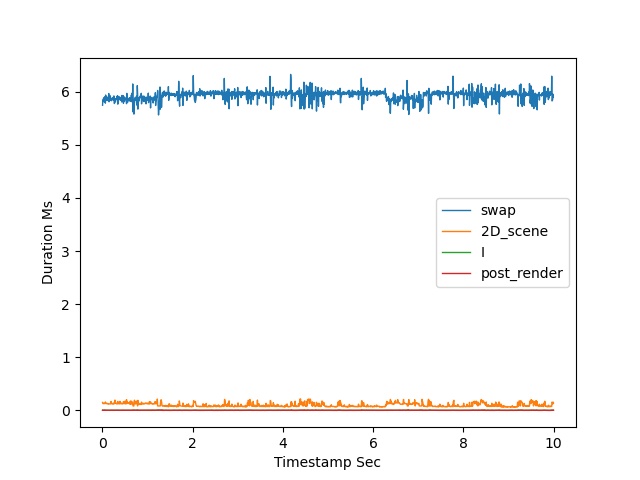 6
5
4
3
2
1
0
Duration Ms
swap
2D_scene
I
post_render
0 2 4 6 8 10
Timestamp Sec